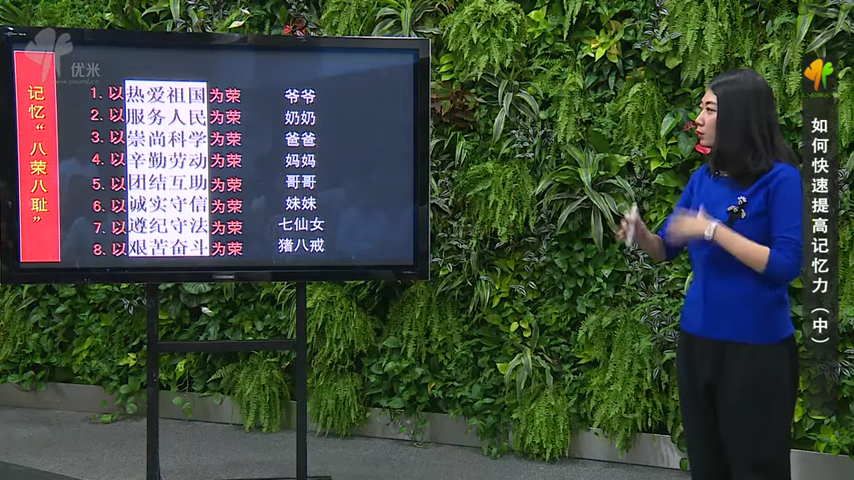 优米
www.youmi.cn
记忆“八荣八耻”
1. 以热爱祖国为荣 爷爷
2. 以服务人民为荣 奶奶
3. 以崇尚科学为荣 爸爸
4. 以辛勤劳动为荣 妈妈
5. 以团结互助为荣 哥哥
6. 以诚实守信为荣 妹妹
7. 以遵纪守法为荣 七仙女
8. 以艰苦奋斗为荣 猪八戒
如何快速提高记忆力（中）